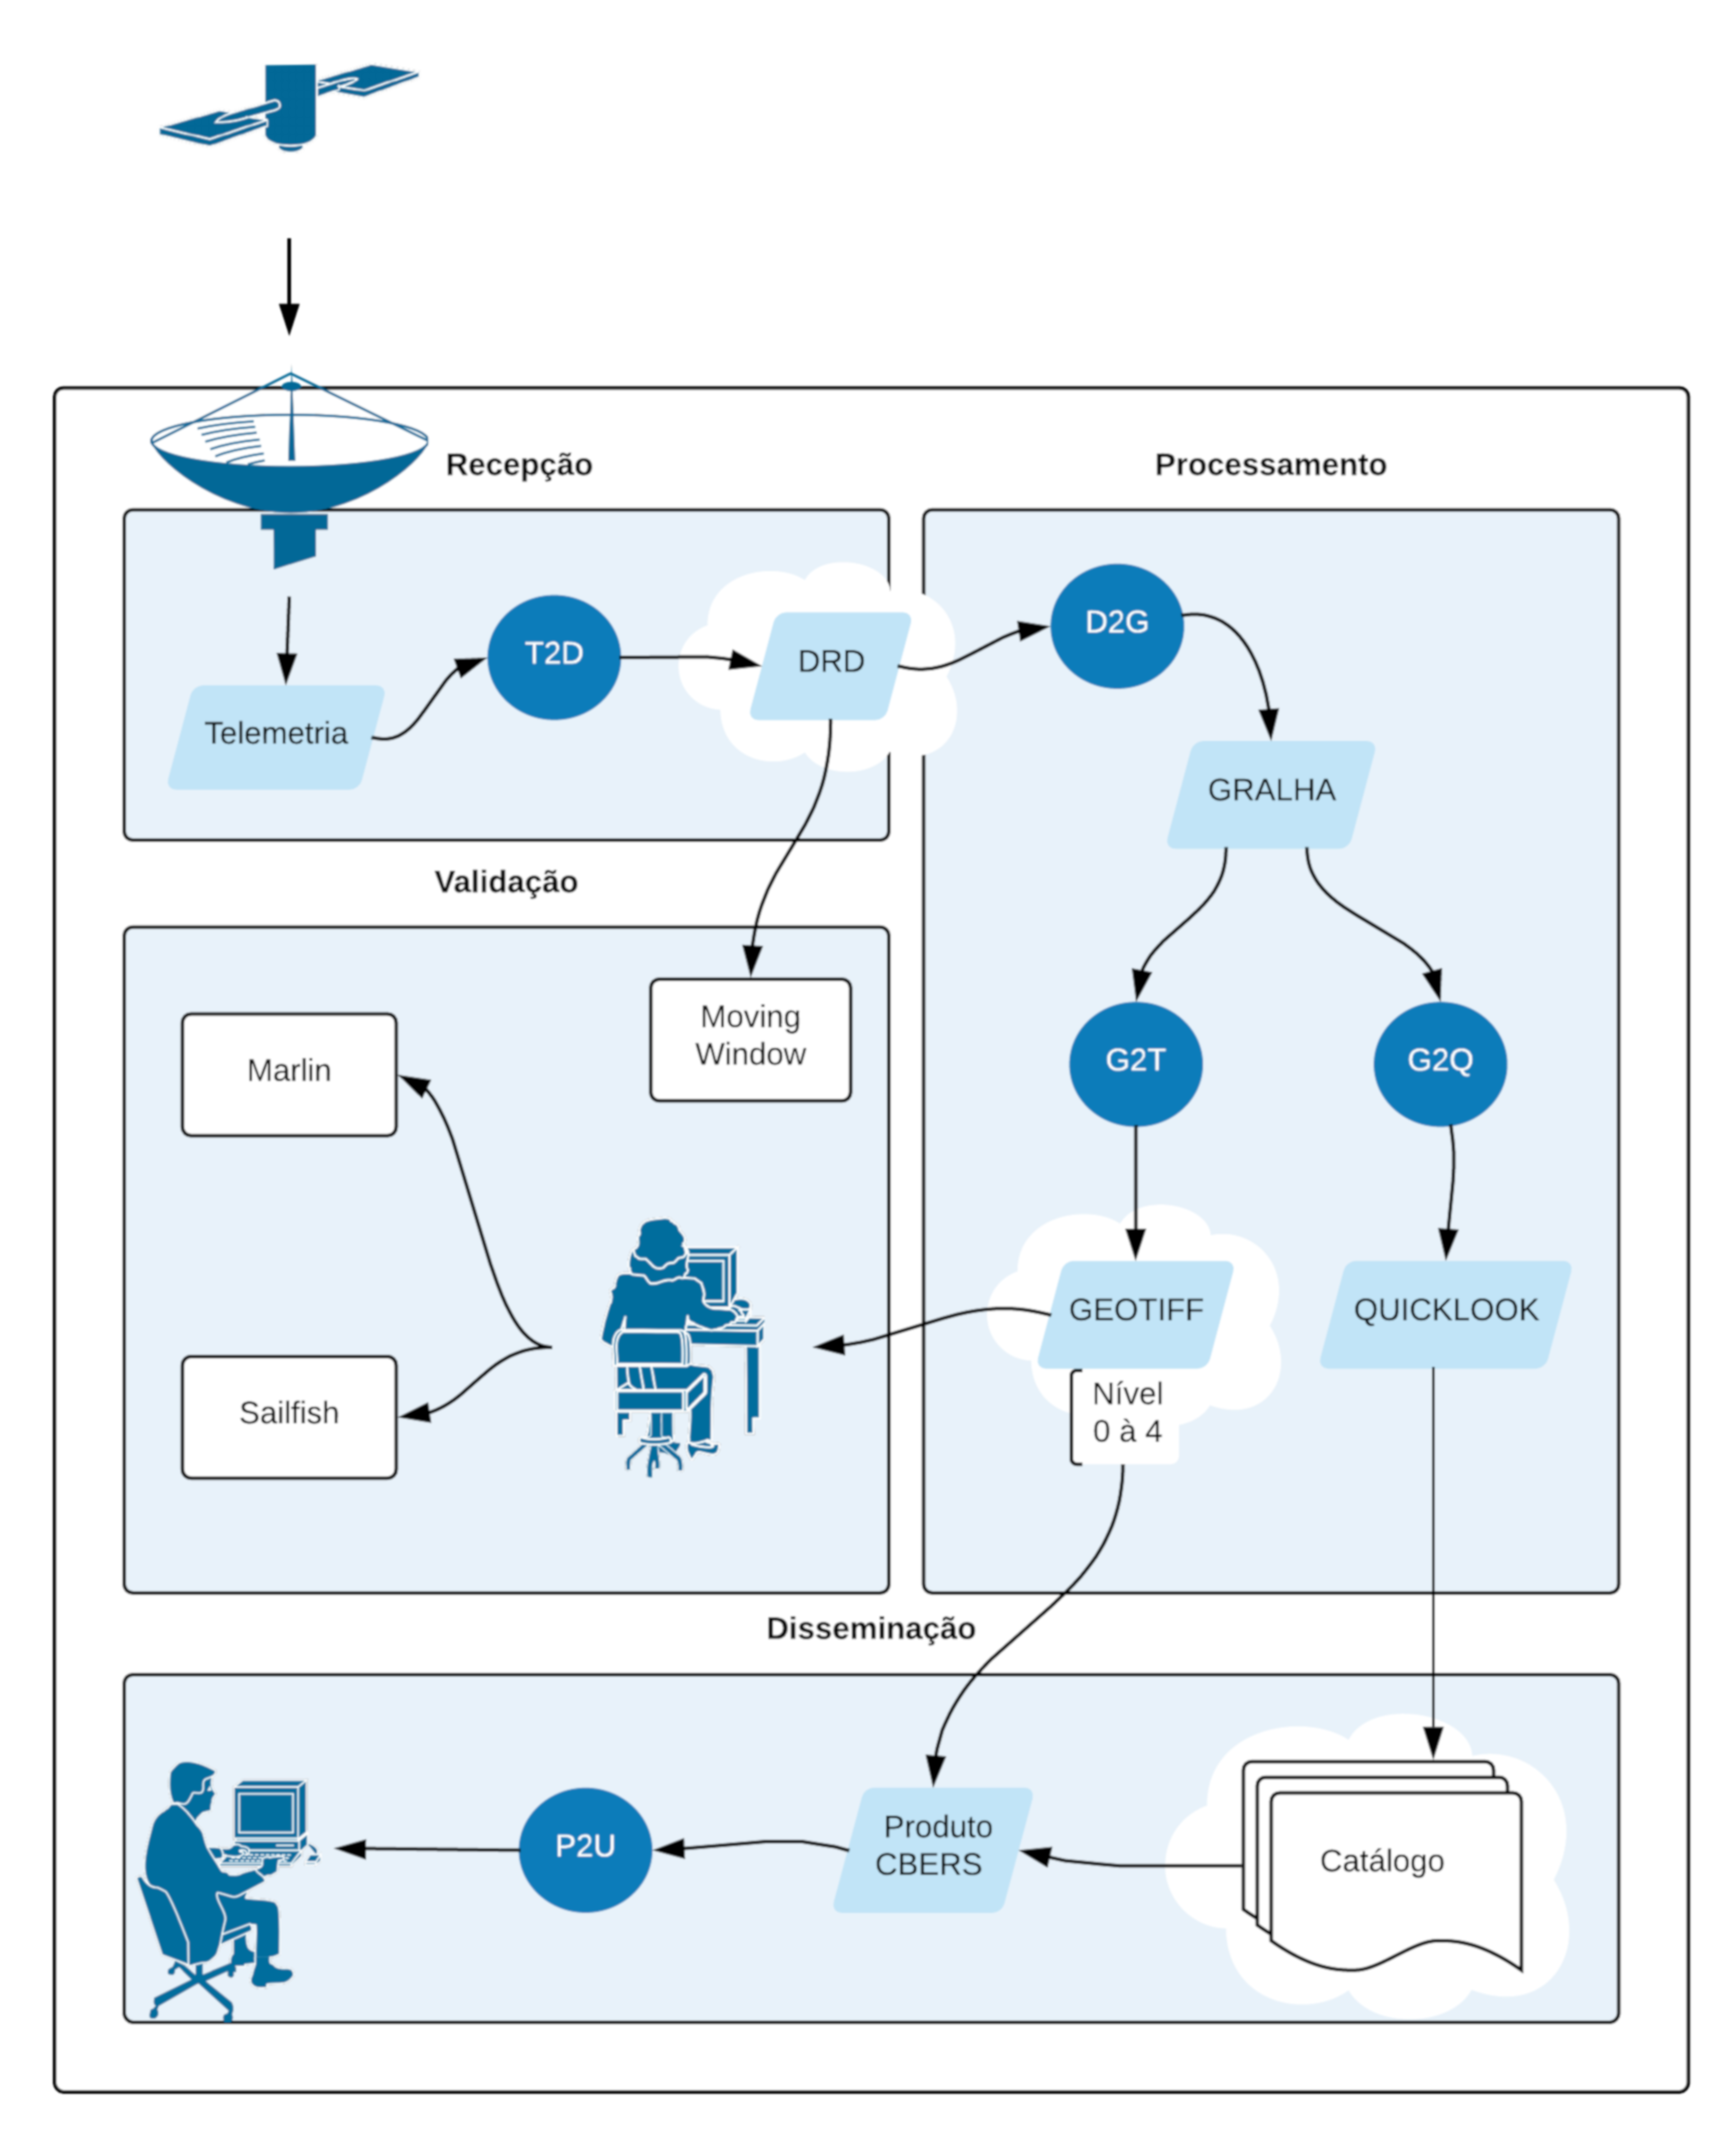 Recepção
Processamento
T2D
DRD
D2G
Telemetria
GRALHA
Validação
Moving
Window
Marlin
G2T
G2Q
GEOTIFF
QUICKLOOK
Nível
0 à 4
Sailfish
Disseminação
P2U
Produto
CBERS
Catálogo